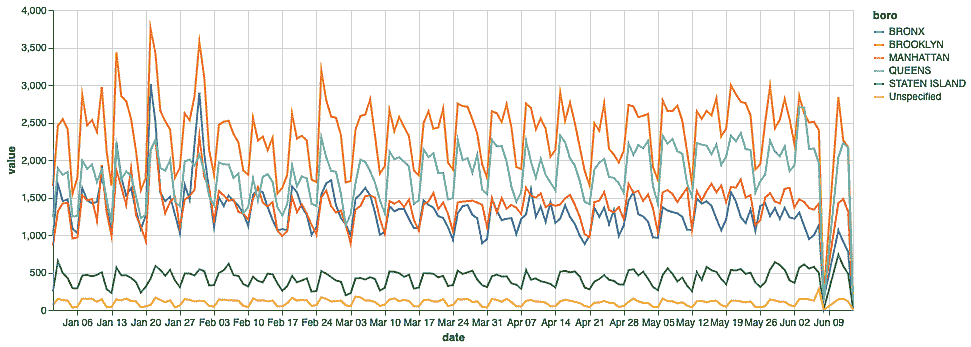 4,000
3,500
3,000
2,500
2,000
1,500
1,000
500
0
value
Jan 06 Jan 13 Jan 20 Jan 27 Feb 03 Feb 10 Feb 17 Feb 24 Mar 03 Mar 10 Mar 17 Mar 24 Mar 31 Apr 07 Apr 14 Apr 21 Apr 28 May 05 May 12 May 19 May 26 Jun 02 Jun 09
date
boro
BRONX
BROOKLYN
MANHATTAN
QUEENS
STATEN ISLAND
Unspecified